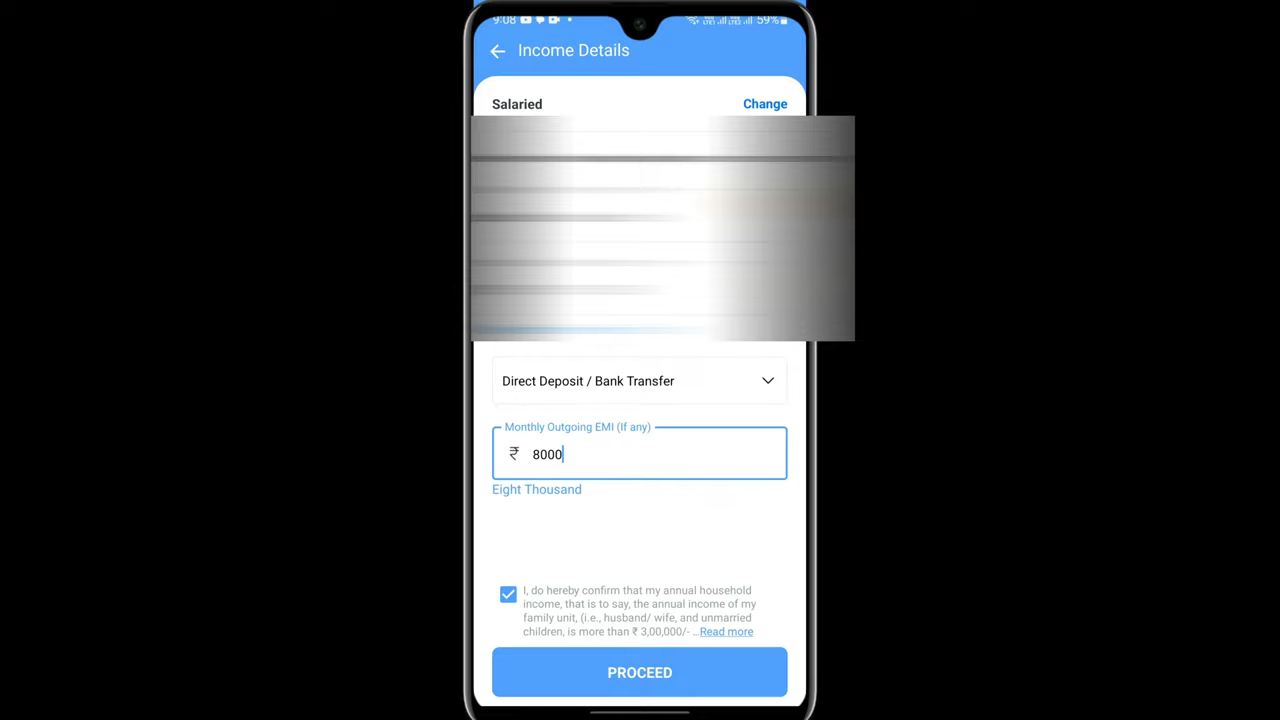 9:08 59%
Income Details
Salaried Change
Direct Deposit / Bank Transfer
Monthly Outgoing EMI (If any)
₹ 8000
Eight Thousand
I, do hereby confirm that my annual household
income, that is to say, the annual income of my
family unit, (i.e., husband/ wife, and unmarried
children, is more than ₹ 3,00,000/- ...Read more
PROCEED